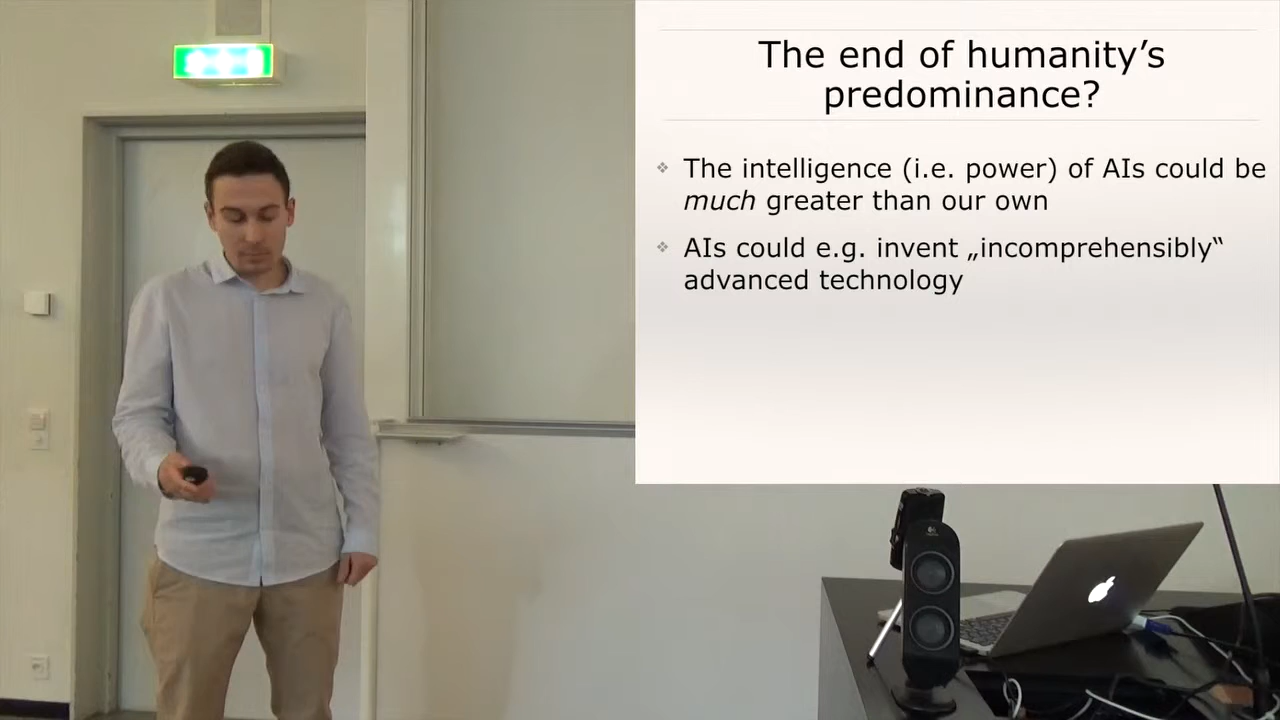 The end of humanity’s
predominance?
The intelligence (i.e. power) of AIs could be
much greater than our own
AIs could e.g. invent „incomprehensibly“
advanced technology